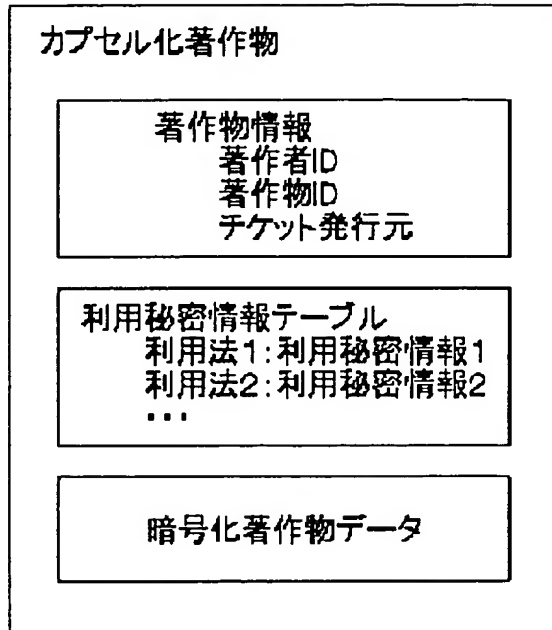 カプセル化著作物
著作物情報
著作者ID
著作物ID
チケット発行元
利用秘密情報テーブル
利用法1:利用秘密情報1
利用法2:利用秘密情報2
・・・
暗号化著作物データ